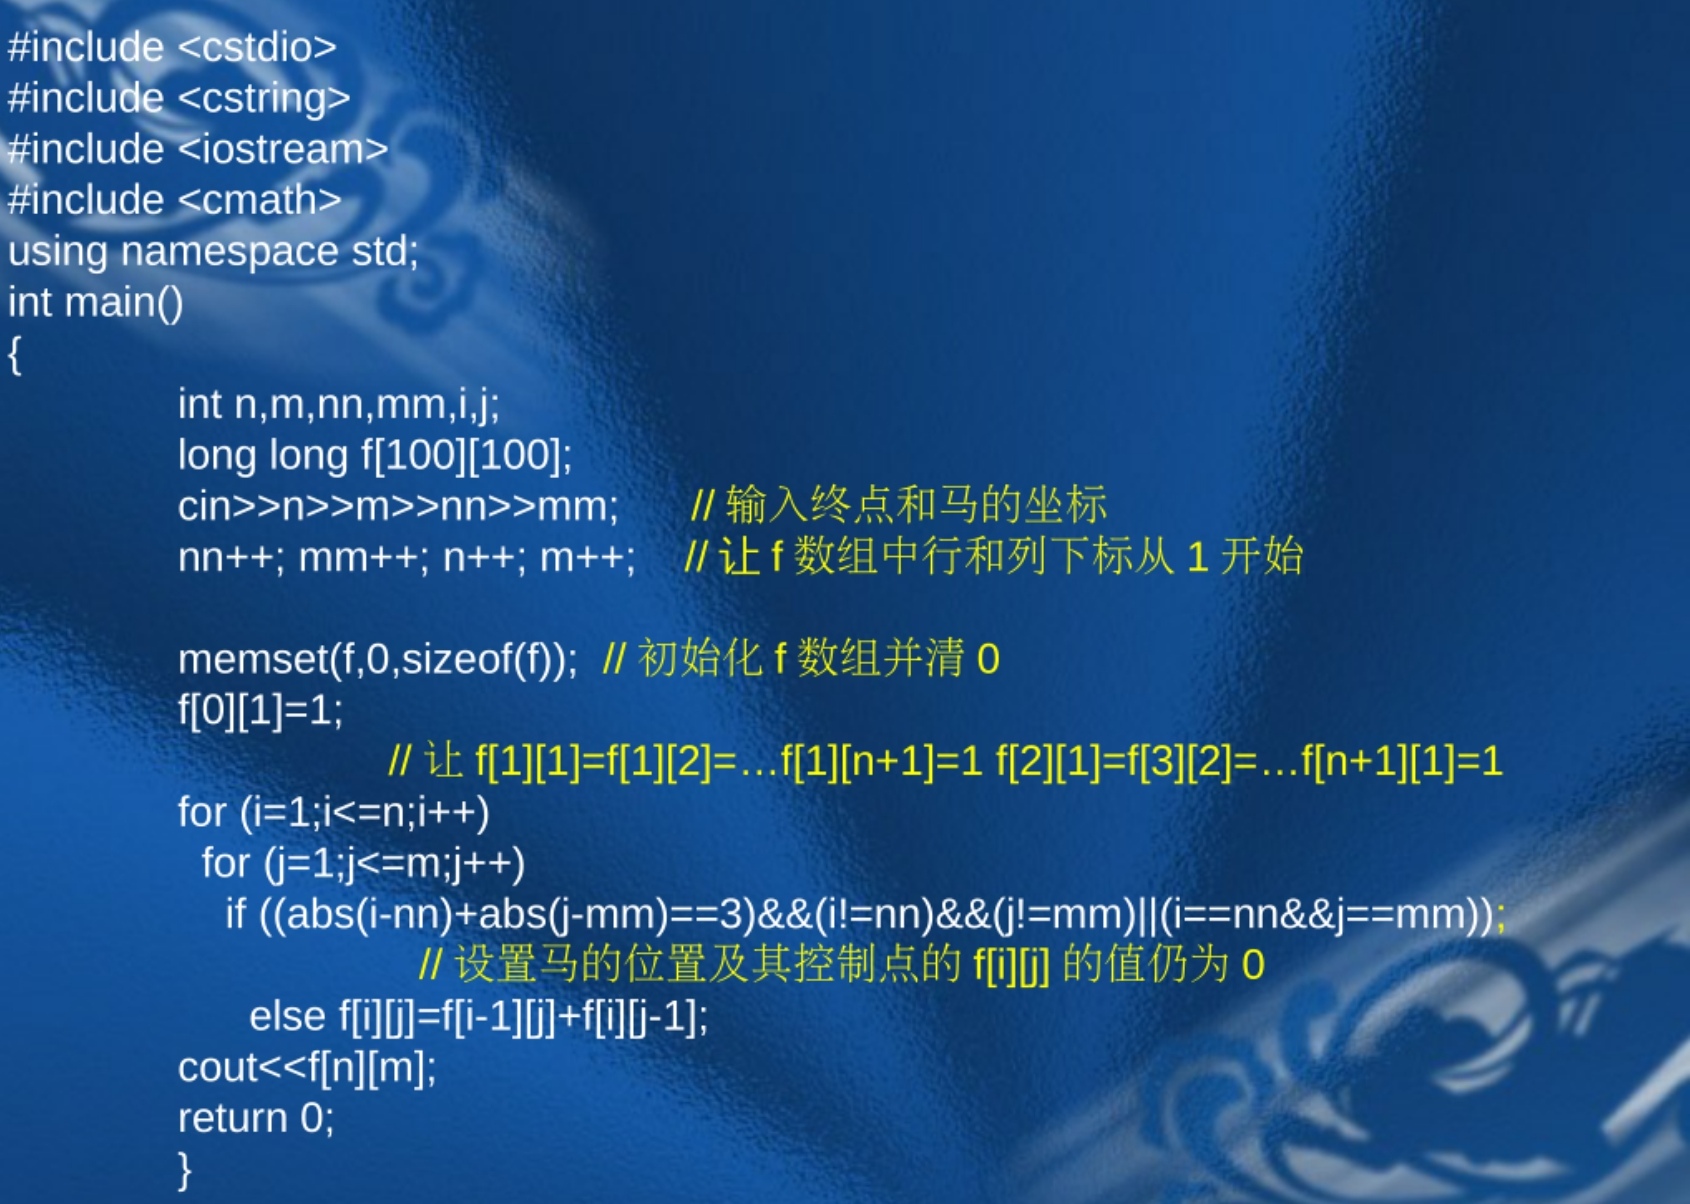 #include <cstdio>
#include <cstring>
#include <iostream>
#include <cmath>
using namespace std;
int main()
{
int n,m,nn,mm,i,j;
long long f[100][100];
cin>>n>>m>>nn>>mm; // 输入终点和马的坐标
nn++; mm++; n++; m++; // 让 f 数组中行和列下标从 1 开始
memset(f,0,sizeof(f)); // 初始化 f 数组并清 0
f[0][1]=1;
// 让 f[1][1]=f[1][2]=…f[1][n+1]=1 f[2][1]=f[3][2]=…f[n+1][1]=1
for (i=1;i<=n;i++)
for (j=1;j<=m;j++)
if ((abs(i-nn)+abs(j-mm)==3)&&(i!=nn)&&(j!=mm)||(i==nn&&j==mm));
// 设置马的位置及其控制点的 f[i][j] 的值仍为 0
else f[i][j]=f[i-1][j]+f[i][j-1];
cout<<f[n][m];
return 0;
}